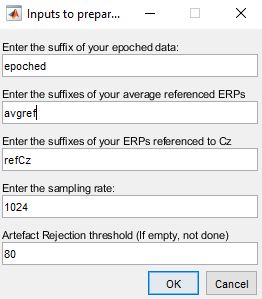 Inputs to prepar...
Enter the suffix of your epoched data:
epoched
Enter the suffixes of your average referenced ERPs
avgref
Enter the suffixes of your ERPs referenced to Cz
refCz
Enter the sampling rate:
1024
Artefact Rejection threshold (If empty, not done)
80
OK Cancel